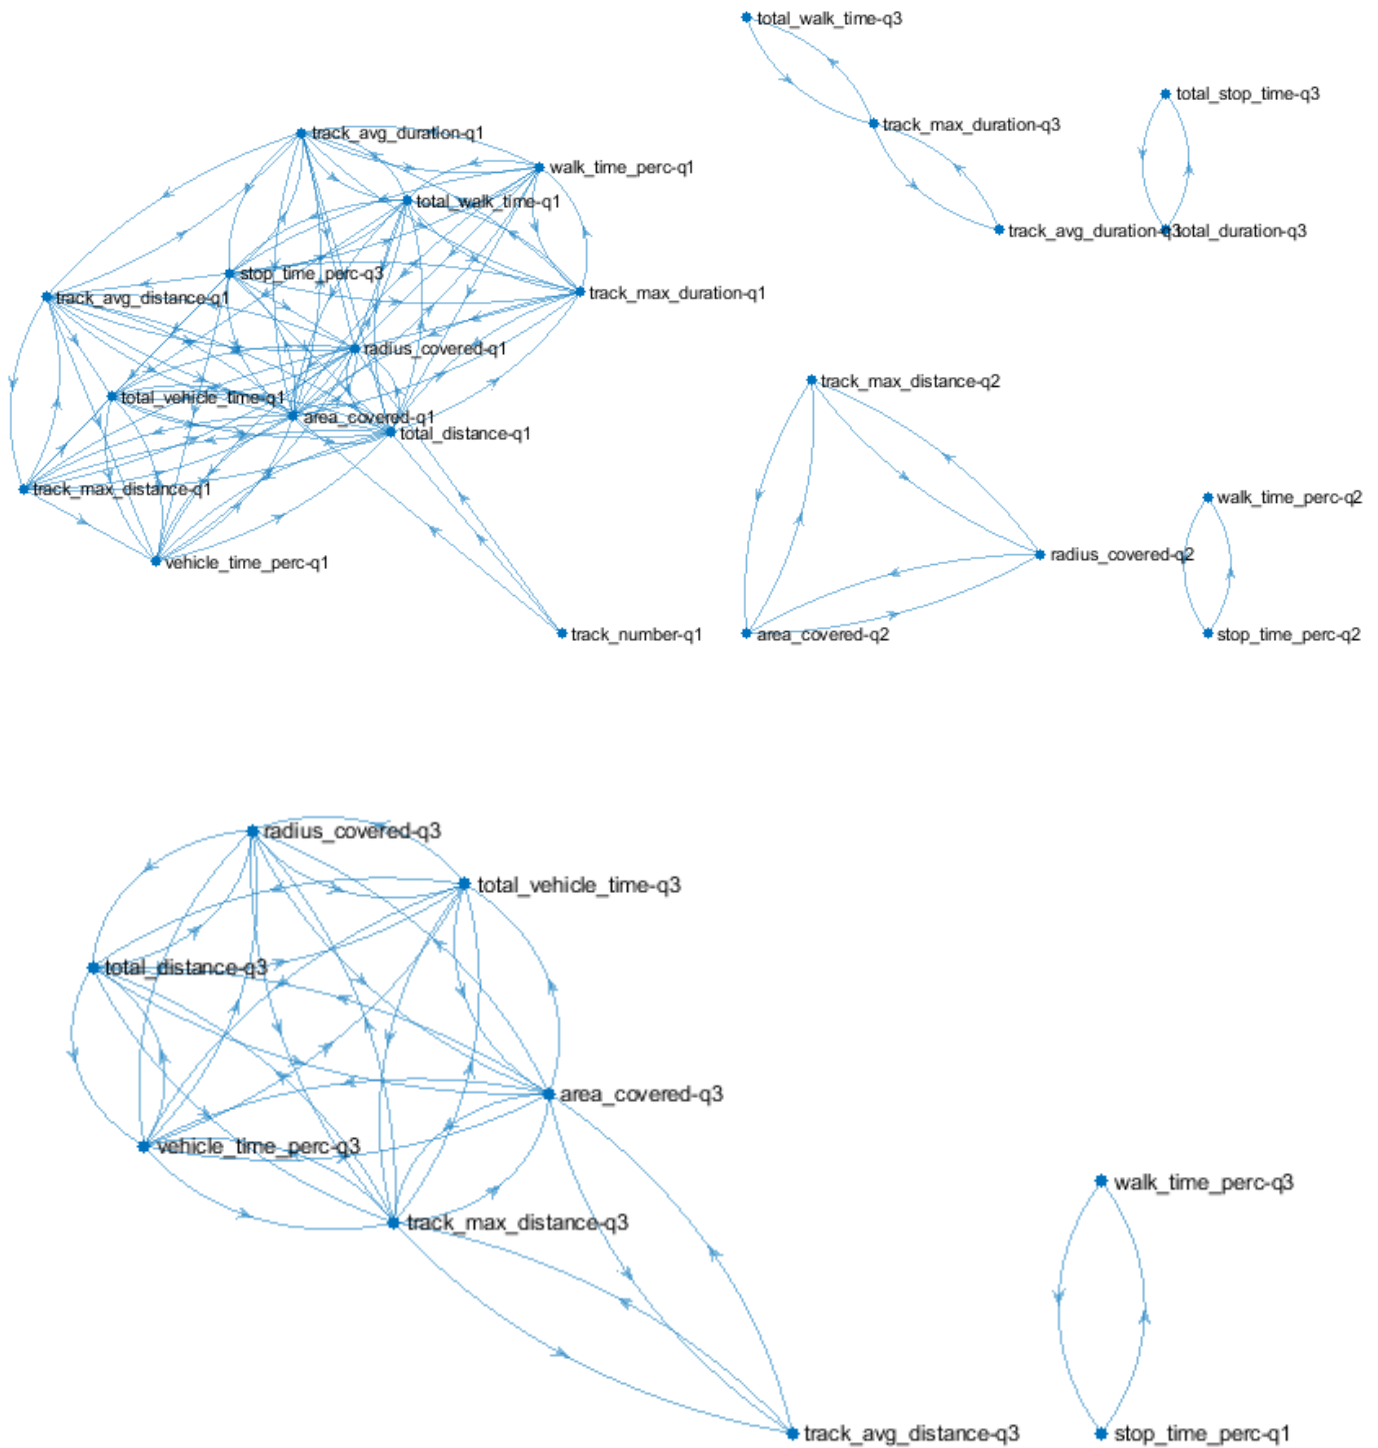 total_walk_time-q3
total_stop_time-q3
track_max_duration-q3
track_avg_duration-q1
walk_time_perc-q1
total_walk_time-q1
track_avg_duration-q3
total_duration-q3
stop_time_perc-q3
track_avg_distance-q1
track_max_duration-q1
radius_covered-q1
track_max_distance-q2
total_vehicle_time-q1
area_covered-q1
total_distance-q1
track_max_distance-q1
walk_time_perc-q2
vehicle_time_perc-q1
radius_covered-q2
track_number-q1
area_covered-q2
stop_time_perc-q2
radius_covered-q3
total_vehicle_time-q3
total_distance-q3
area_covered-q3
vehicle_time_perc-q3
walk_time_perc-q3
track_max_distance-q3
track_avg_distance-q3
stop_time_perc-q1